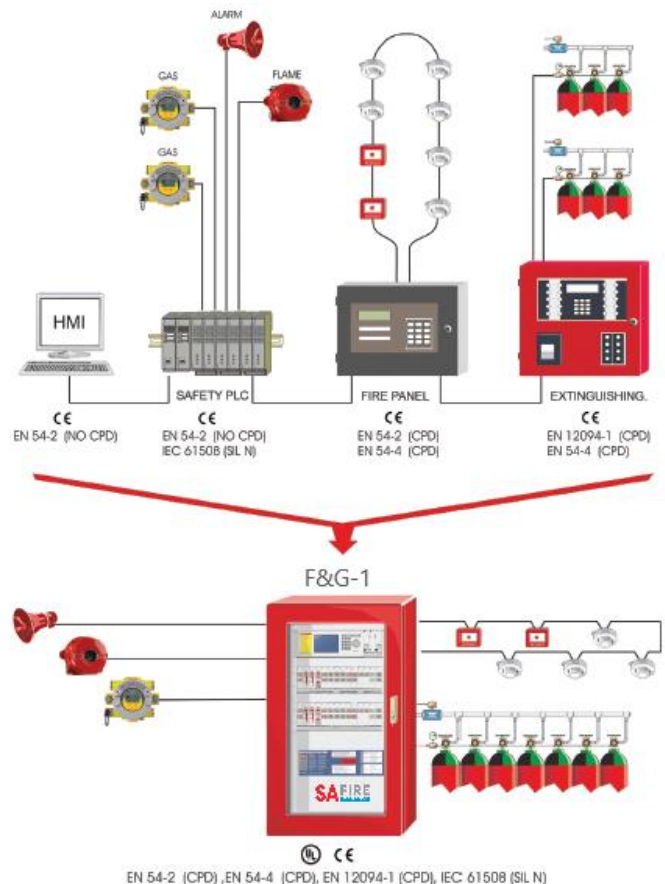 ALARM
GAS
FLAME
GAS
HMI
SAFETY PLC
FIRE PANEL
EXTINGUISHING.
CE
EN 54-2 (NO CPD)
CE
EN 54-2 (NO CPD)
IEC 61508 (SIL N)
CE
EN 54-2 (CPD)
EN 54-4 (CPD)
CE
EN 12094-1 (CPD)
EN 54-4 (CPD)
F&G-1
SAFIRE
UL CE
EN 54-2 (CPD) ,EN 54-4 (CPD), EN 12094-1 (CPD), IEC 61508 (SIL N)